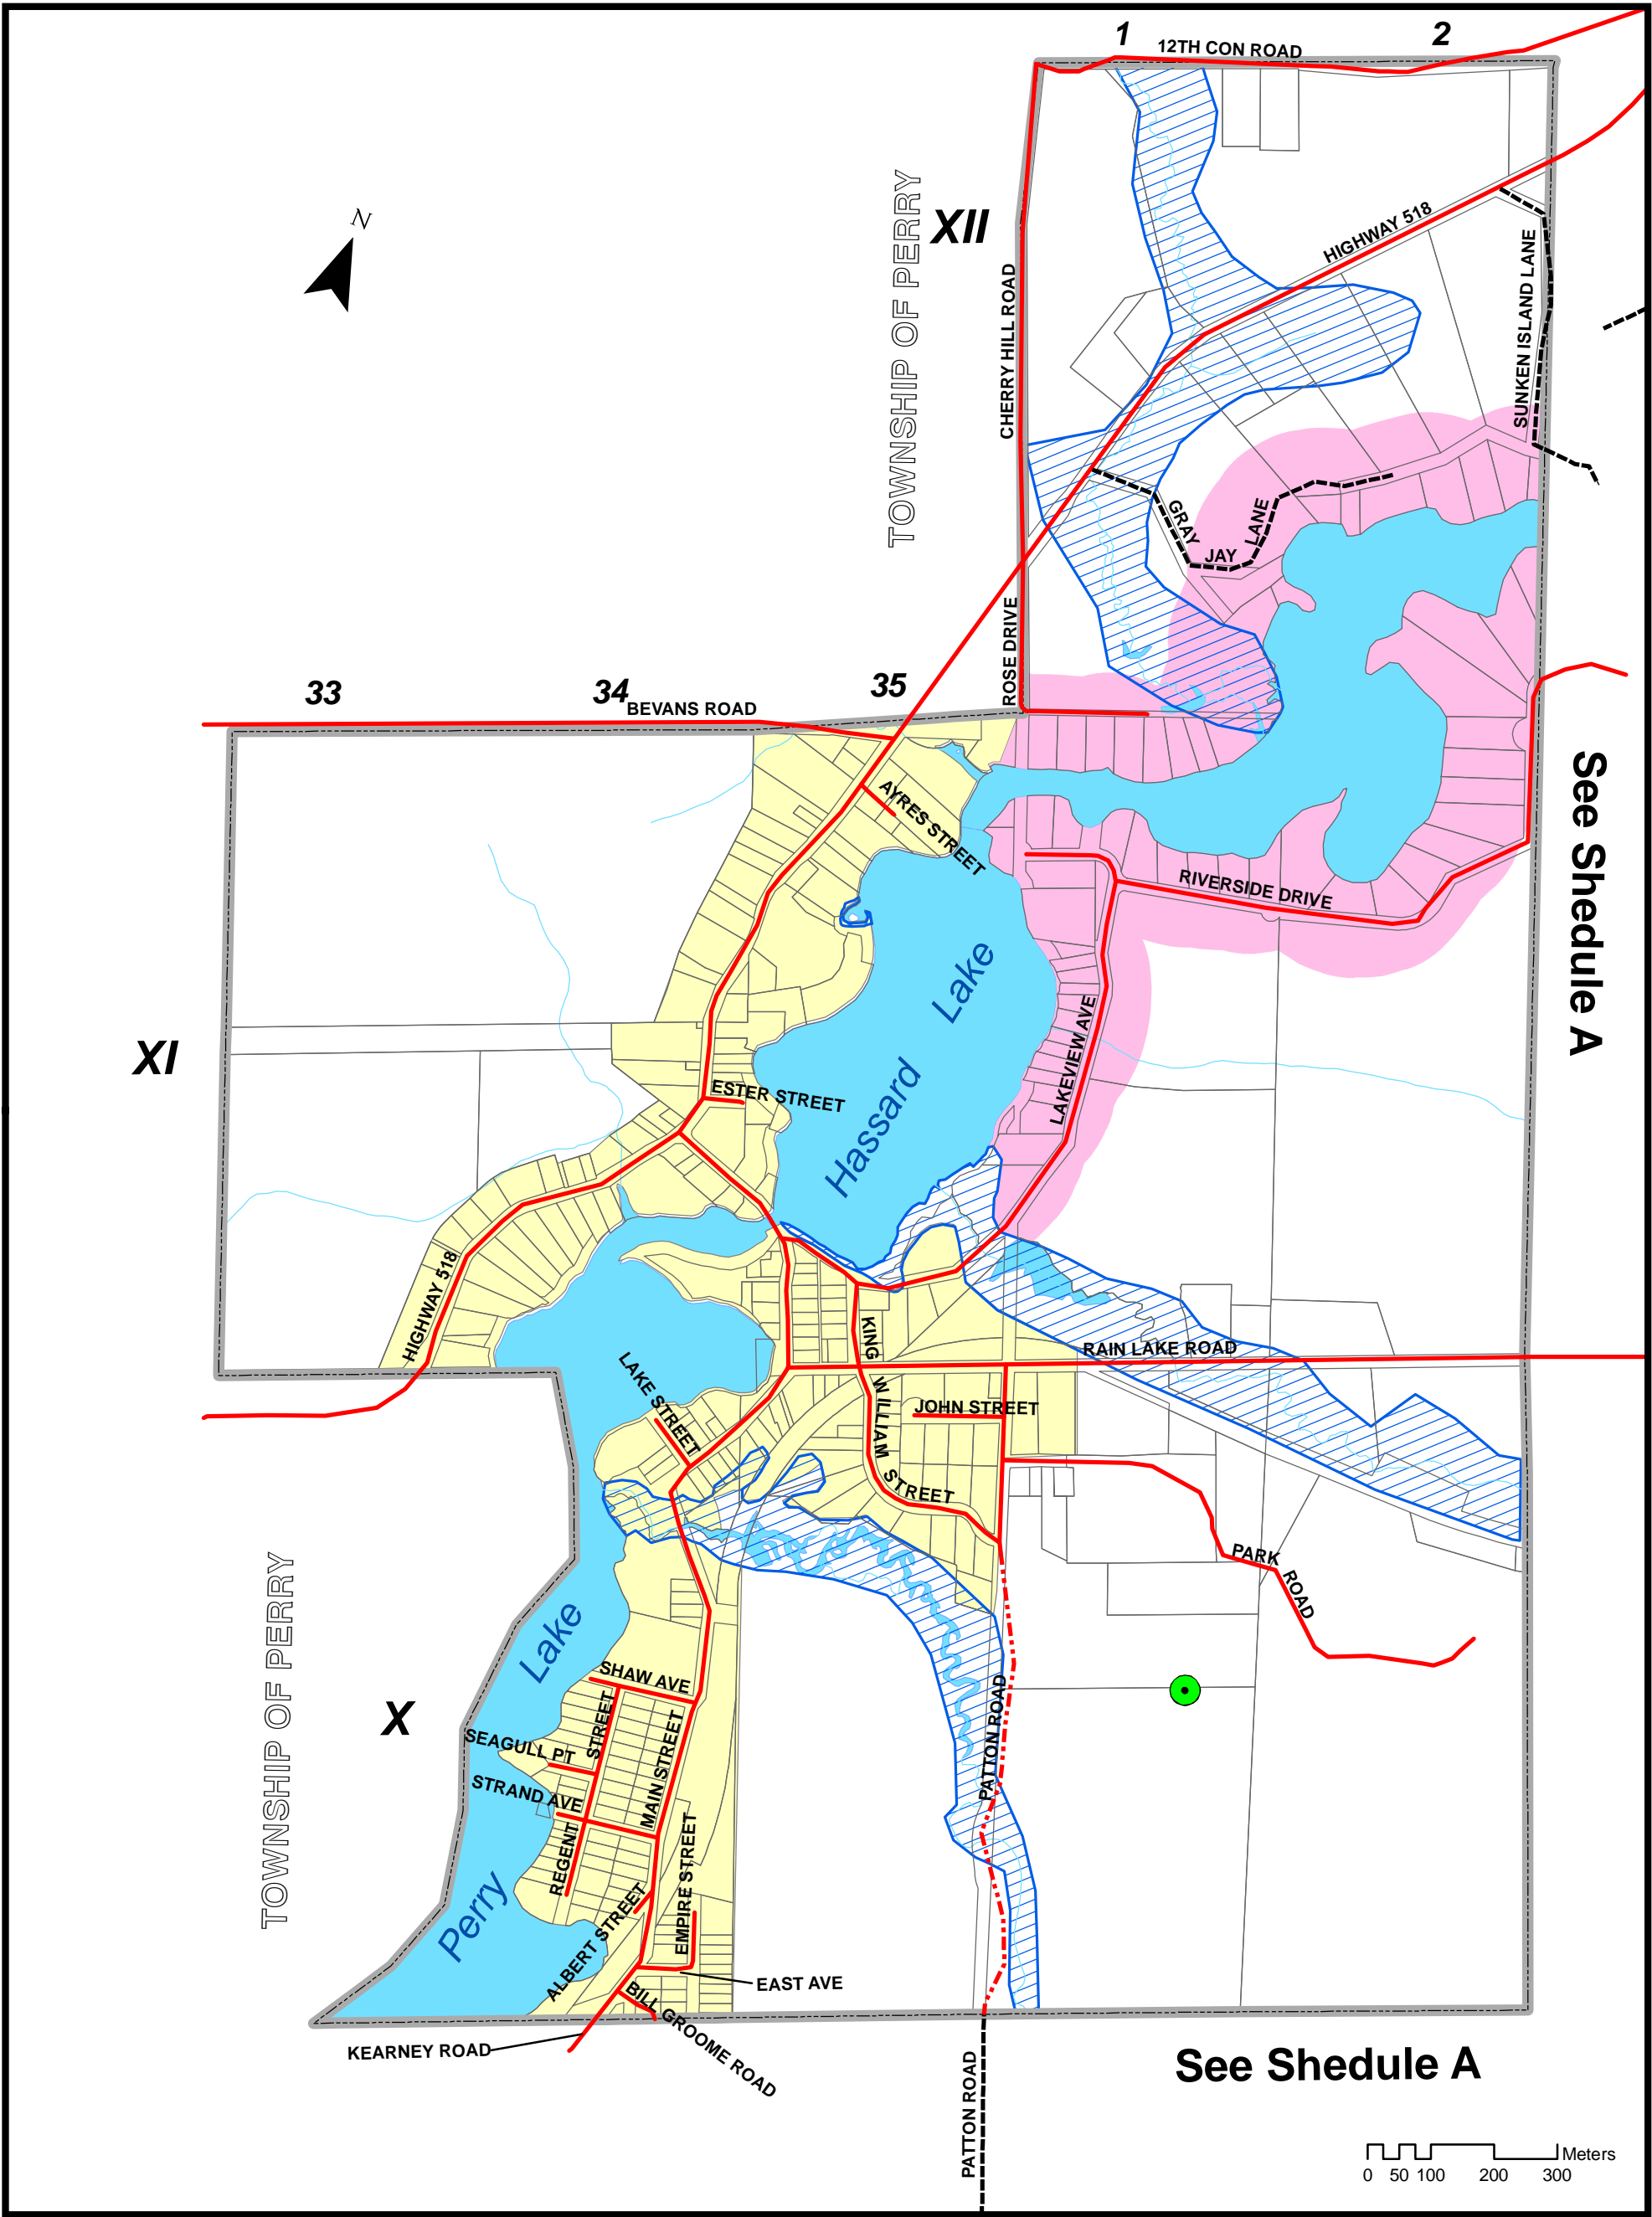 1
2
12TH CON ROAD
N
TOWNSHIP OF PERRY
XII
HIGHWAY 518
CHERRY HILL ROAD
SUNKEN ISLAND LANE
GRAY
JAY
LANE
ROSE DRIVE
33
34
35
BEVANS ROAD
AYRES STREET
See Shedule A
RIVERSIDE DRIVE
Hassard Lake
LAKEVIEW AVE
XI
ESTER STREET
HIGHWAY 518
KING
WILLIAM
STREET
RAIN LAKE ROAD
LAKE STREET
JOHN STREET
PARK
ROAD
TOWNSHIP OF PERRY
X
Perry Lake
SHAW AVE
SEAGULL PT
STRAND AVE
REGENT
STREET
MAIN STREET
PATTON ROAD
EMPIRE STREET
ALBERT STREET
EAST AVE
BILL GROOME ROAD
KEARNEY ROAD
PATTON ROAD
See Shedule A
Meters
0 50 100 200 300